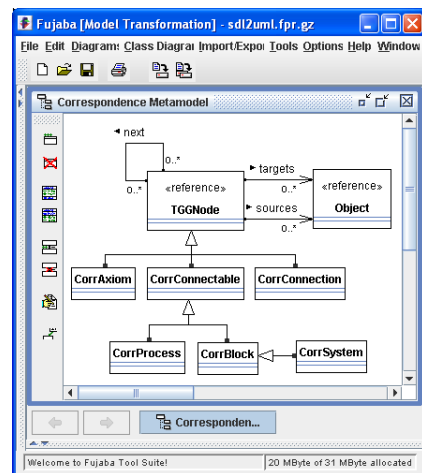 Fujaba [Model Transformation] - sdl2uml.fpr.gz
File Edit Diagrams Class Diagrai Import/Expor Tools Options Help Window
Correspondence Metamodel
next
0..*
0..*
targets
0..*
«reference»
TGGNode
«reference»
Object
sources
0..*
CorrAxiom CorrConnectable CorrConnection
CorrProcess CorrBlock CorrSystem
Corresponden...
Welcome to Fujaba Tool Suite! 20 MByte of 31 MByte allocated